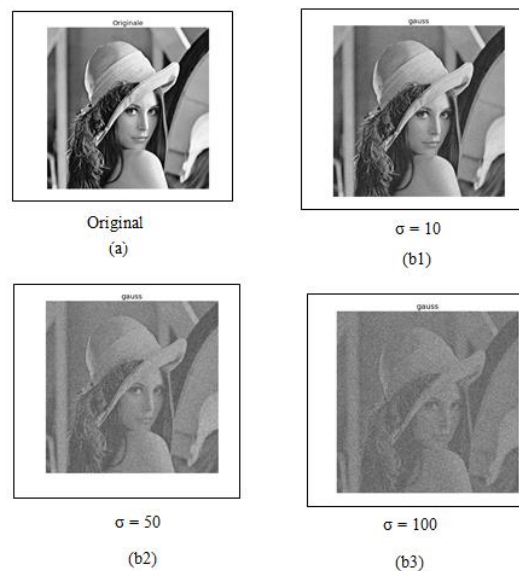 Originale
gauss
Original
(a)
σ = 10
(b1)
gauss
gauss
σ = 50
(b2)
σ = 100
(b3)